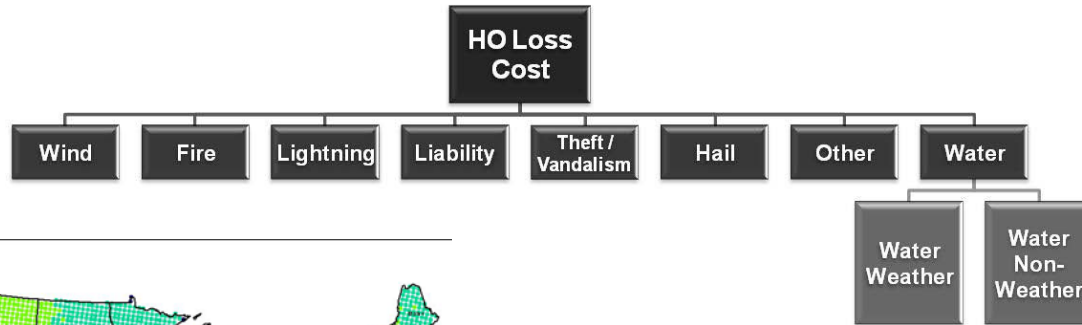 HO Loss
Cost
Wind
Fire
Lightning
Liability
Theft /
Vandalism
Hail
Other
Water
Water
Weather
Water
Non-
Weather